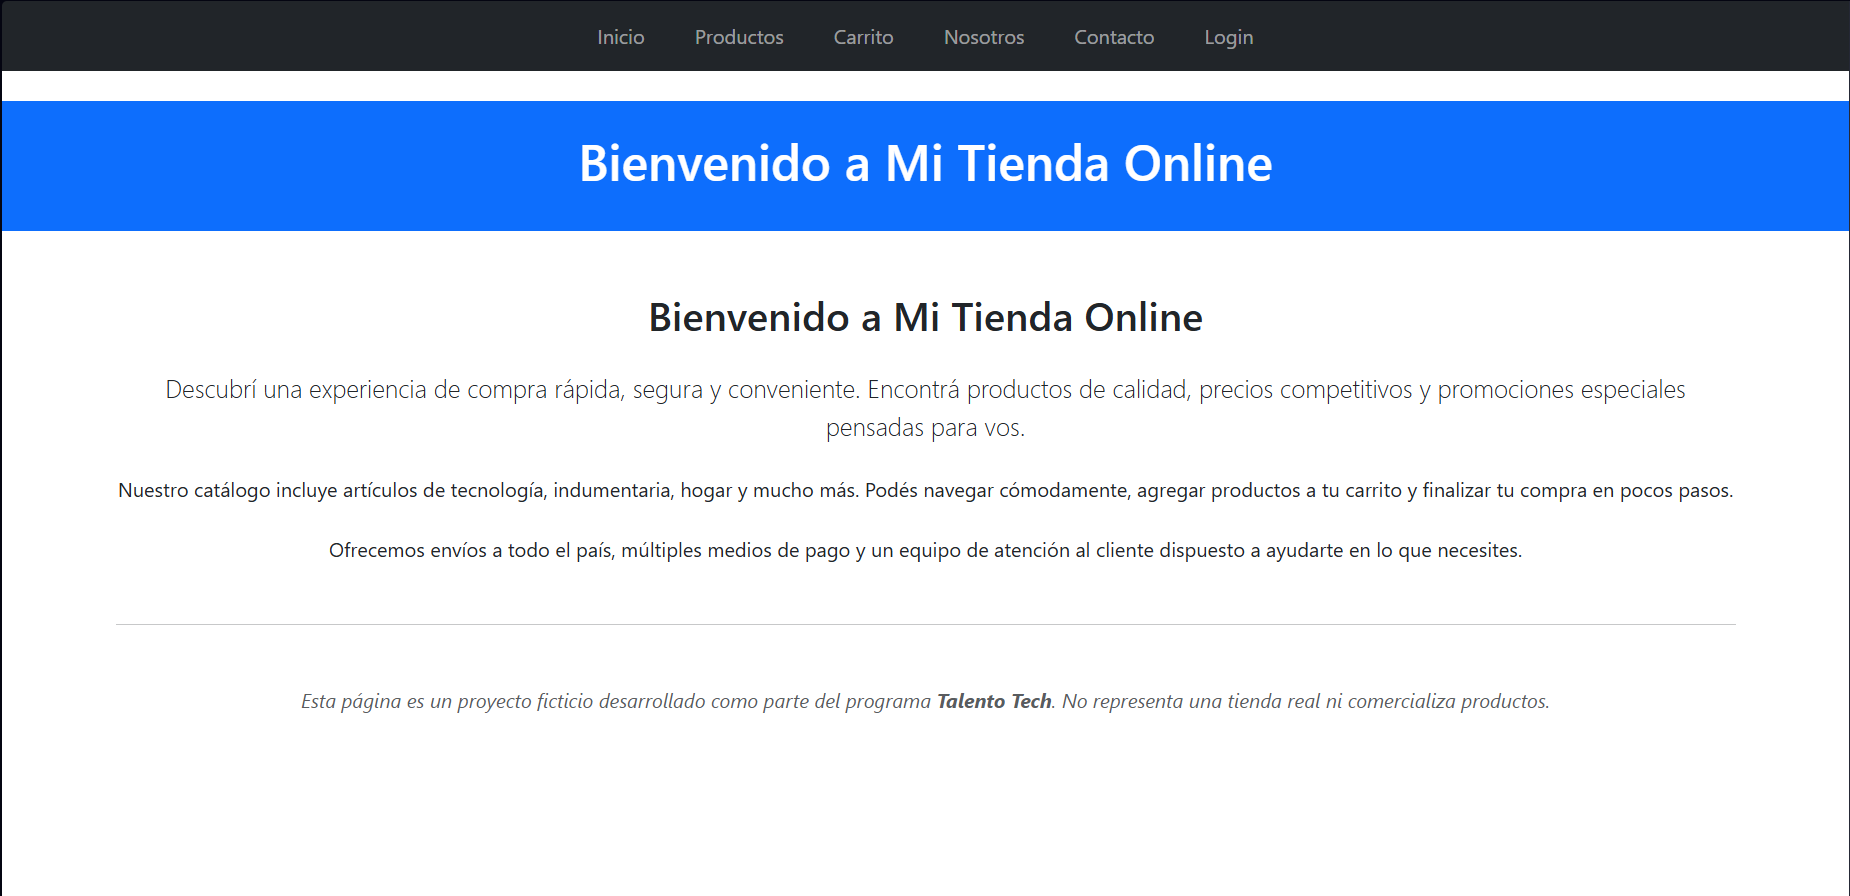 Inicio Productos Carrito Nosotros Contacto Login
Bienvenido a Mi Tienda Online
Bienvenido a Mi Tienda Online
Descubrí una experiencia de compra rápida, segura y conveniente. Encontrá productos de calidad, precios competitivos y promociones especiales
pensadas para vos.
Nuestro catálogo incluye artículos de tecnología, indumentaria, hogar y mucho más. Podés navegar cómodamente, agregar productos a tu carrito y finalizar tu compra en pocos pasos.
Ofrecemos envíos a todo el país, múltiples medios de pago y un equipo de atención al cliente dispuesto a ayudarte en lo que necesites.
Esta página es un proyecto ficticio desarrollado como parte del programa Talento Tech. No representa una tienda real ni comercializa productos.